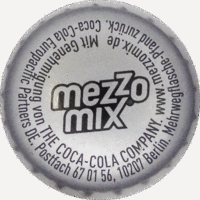 mezzo
mix
THE COCA-COLA COMPANY. www.mezzomix.de Mit Genehmigung von
Postfach 67 01 56, 10207 Berlin. Mehrwegflasche-Pfand zurück. Coca-Cola Europacific Partners DE,